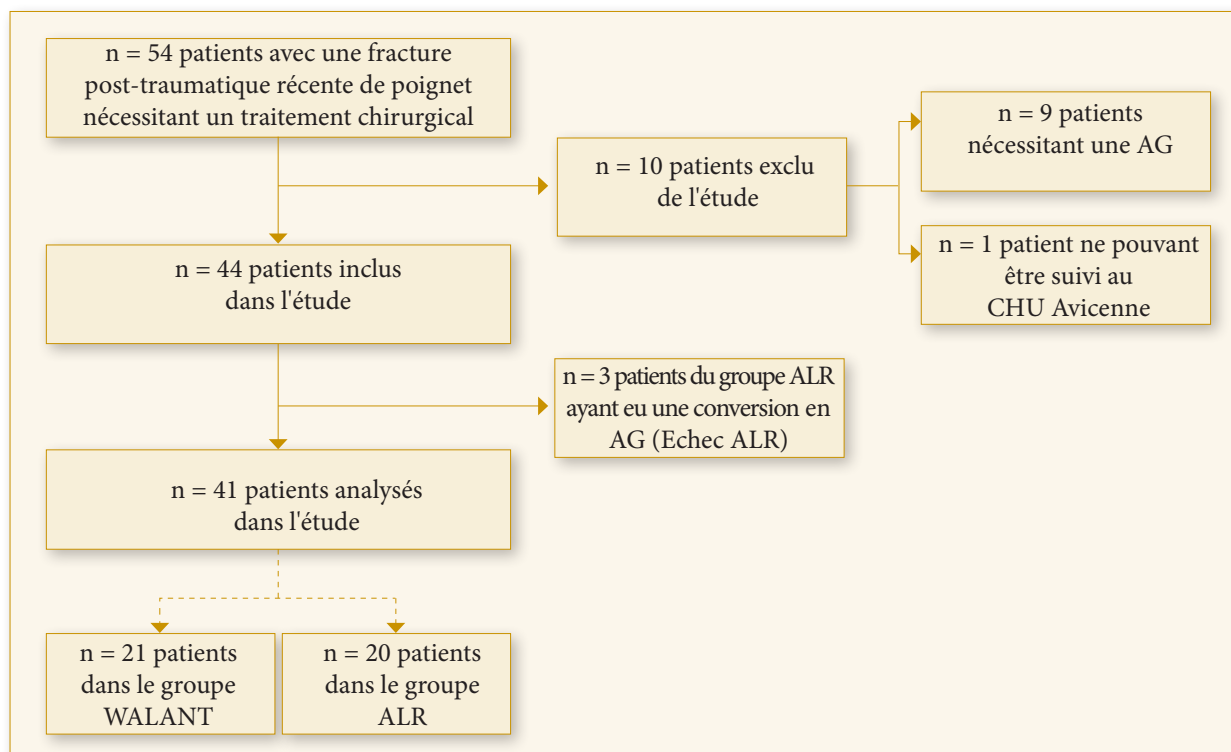 n = 54 patients avec une fracture
post-traumatique récente de poignet
nécessitant un traitement chirurgical
n = 10 patients exclu
de l'étude
n = 9 patients
nécessitant une AG
n = 1 patient ne pouvant
être suivi au
CHU Avicenne
n = 44 patients inclus
dans l'étude
n = 3 patients du groupe ALR
ayant eu une conversion en
AG (Echec ALR)
n = 41 patients analysés
dans l'étude
n = 21 patients
dans le groupe
WALANT
n = 20 patients
dans le groupe
ALR